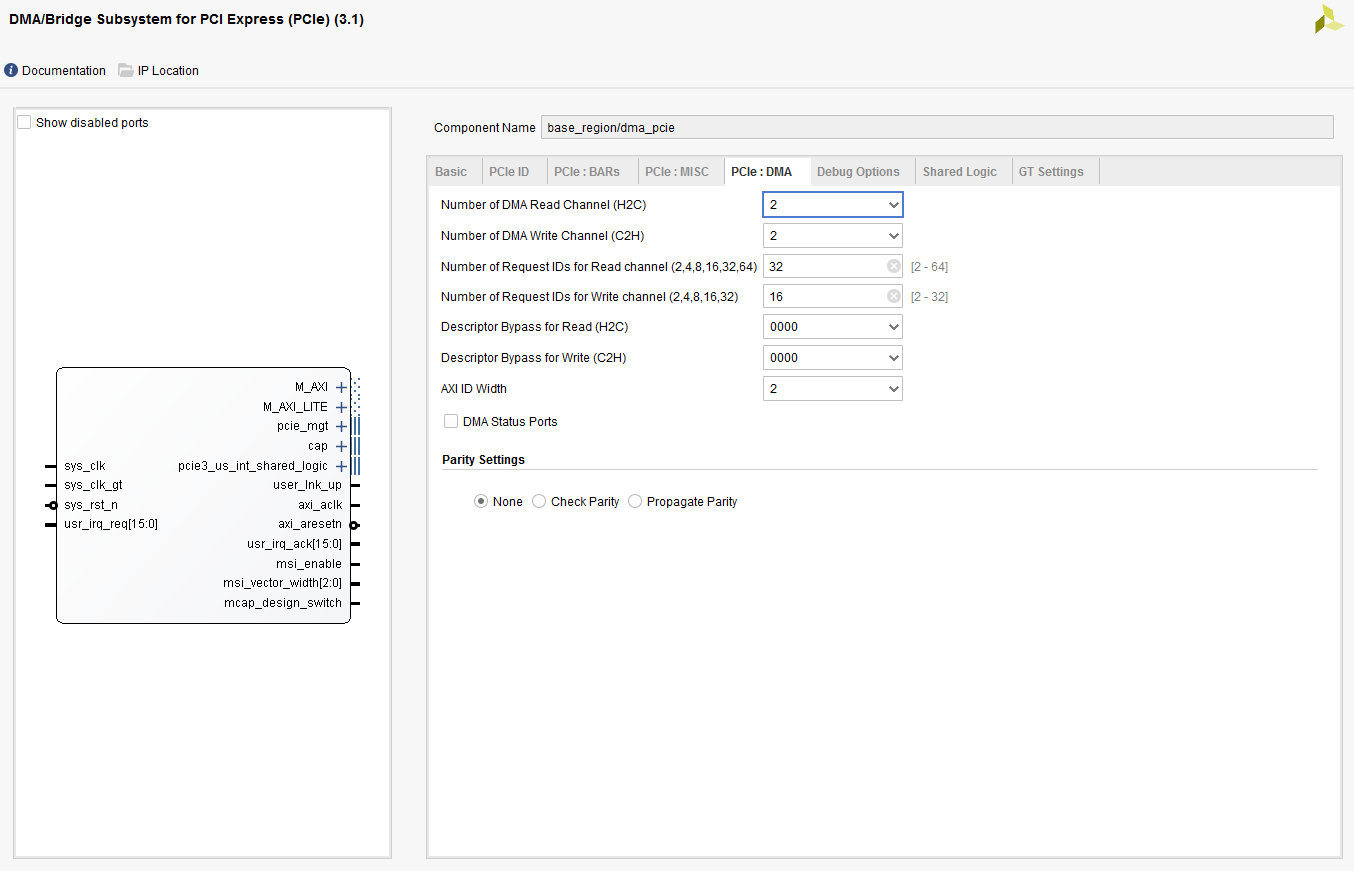 DMA/Bridge Subsystem for PCI Express (PCIe) (3.1)
Documentation IP Location
Show disabled ports
M_AXI
M_AXI_LITE
pcie_mgt
cap
sys_clk pcie3_us_int_shared_logic
sys_clk_gt user_lnk_up
sys_rst_n axi_aclk
usr_irq_req[15:0] axi_aresetn
usr_irq_ack[15:0]
msi_enable
msi_vector_width[2:0]
mcap_design_switch
Component Name base_region/dma_pcie
Basic PCIe ID PCIe : BARs PCIe : MISC PCIe : DMA Debug Options Shared Logic GT Settings
Number of DMA Read Channel (H2C) 2
Number of DMA Write Channel (C2H) 2
Number of Request IDs for Read channel (2,4,8,16,32,64) 32 [2 - 64]
Number of Request IDs for Write channel (2,4,8,16,32) 16 [2 - 32]
Descriptor Bypass for Read (H2C) 0000
Descriptor Bypass for Write (C2H) 0000
AXI ID Width 2
DMA Status Ports
Parity Settings
None Check Parity Propagate Parity